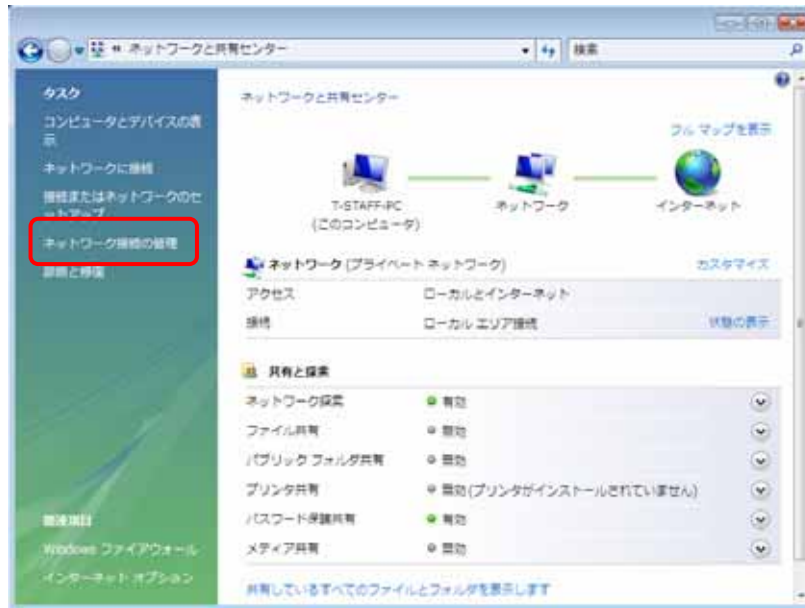 ネットワークと共有センター
検索
タスク
コンピュータとデバイスの表
示
ネットワークに接続
接続またはネットワークのセ
ットアップ
ネットワーク接続の管理
診断と修復
関連項目
Windows ファイアウォール
インターネット オプション
ネットワークと共有センター
フル マップを表示
T-STAFF-PC
(このコンピュータ)
ネットワーク
インターネット
ネットワーク (プライベート ネットワーク)
カスタマイズ
アクセス
ローカルとインターネット
接続
ローカル エリア接続
状態の表示
共有と探索
ネットワーク探索
有効
ファイル共有
無効
パブリック フォルダ共有
無効
プリンタ共有
無効 (プリンタがインストールされていません)
パスワード保護共有
有効
メディア共有
無効
共有しているすべてのファイルとフォルダを表示します